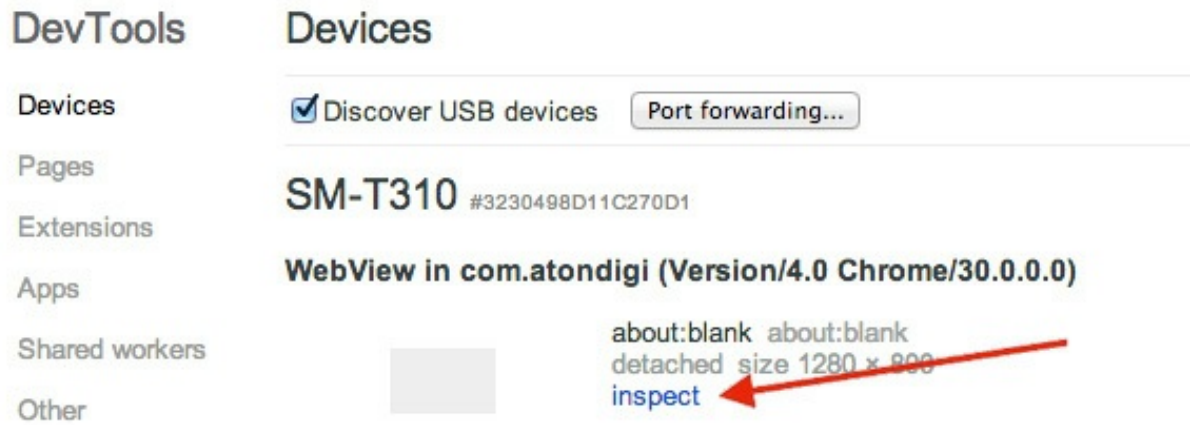 DevTools
Devices
Pages
Extensions
Apps
Shared workers
Other
Devices
Discover USB devices Port forwarding...
SM-T310 #3230498D11C270D1
WebView in com.atondigi (Version/4.0 Chrome/30.0.0.0)
about:blank about:blank
detached size 1280 × 800
inspect